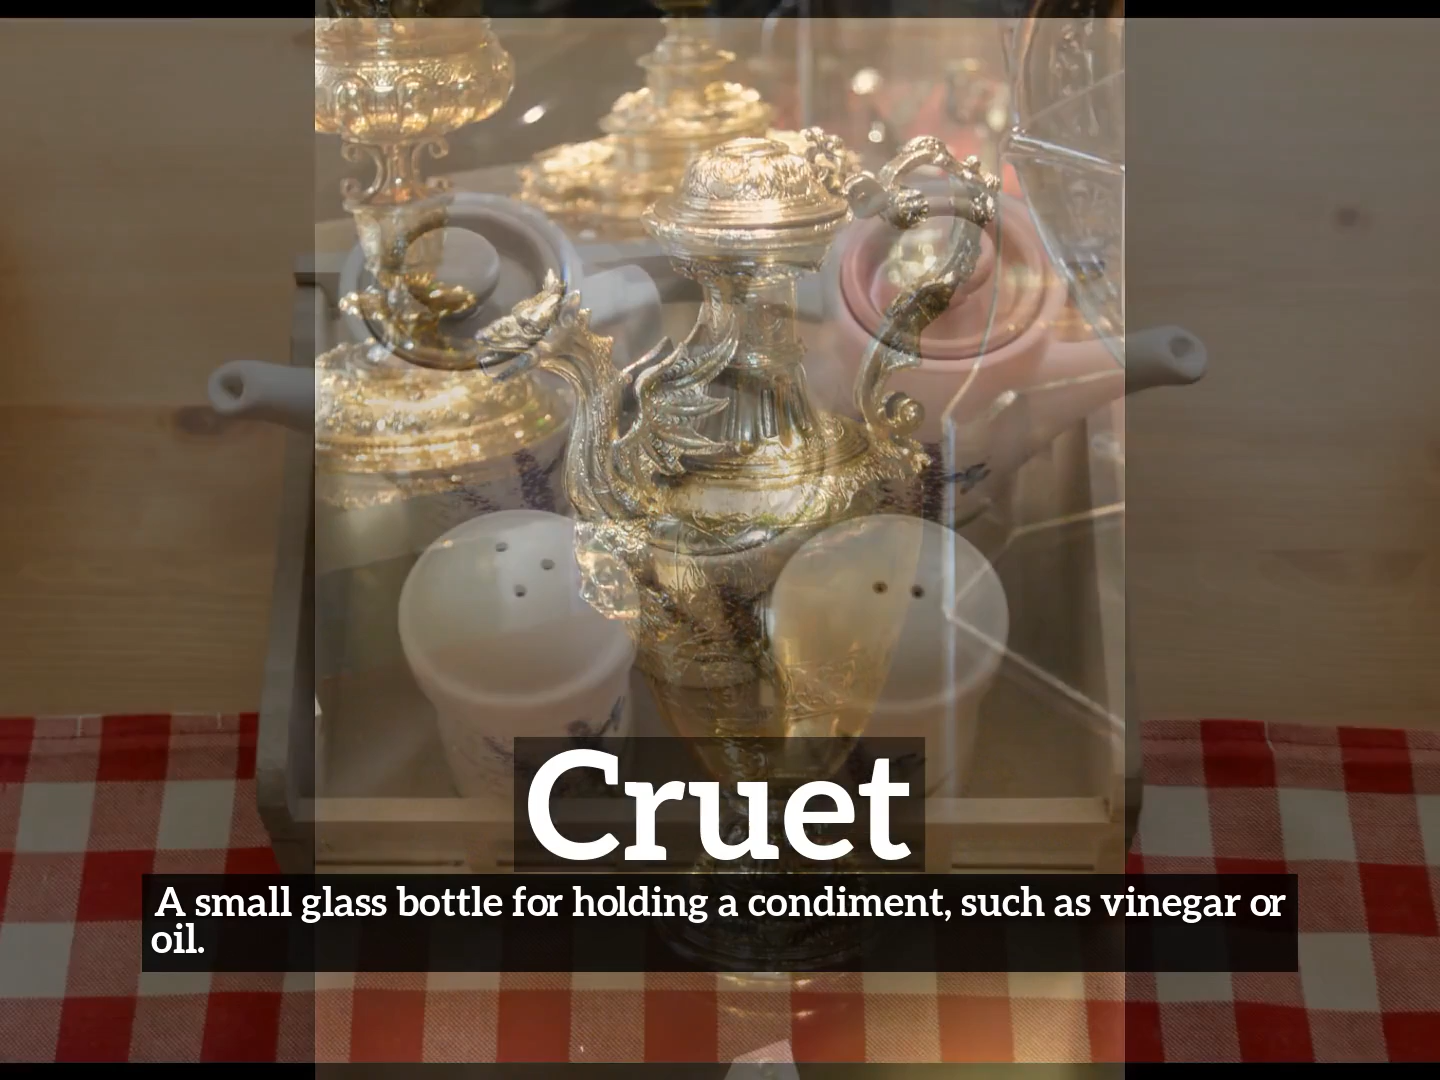 Cruet
A small glass bottle for holding a condiment, such as vinegar or
oil.